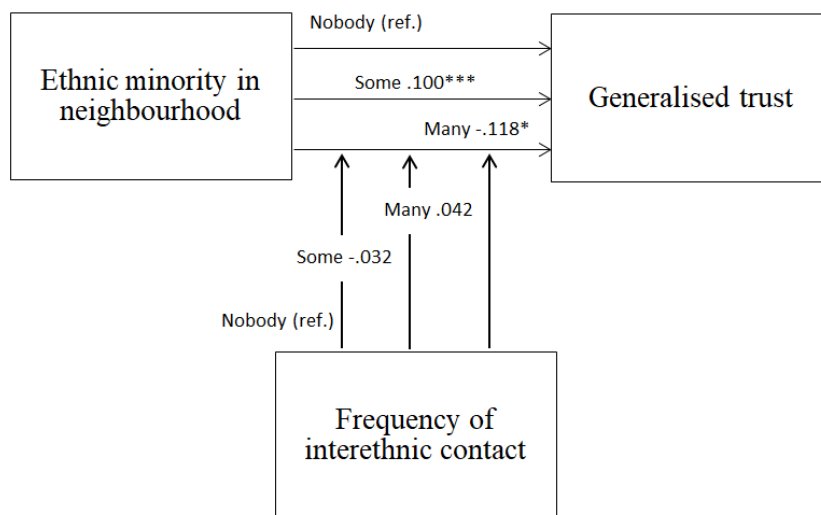 Nobody (ref.)
Ethnic minority in
neighbourhood
Some .100***
Generalised trust
Many -.118*
Many .042
Some -.032
Nobody (ref.)
Frequency of
interethnic contact